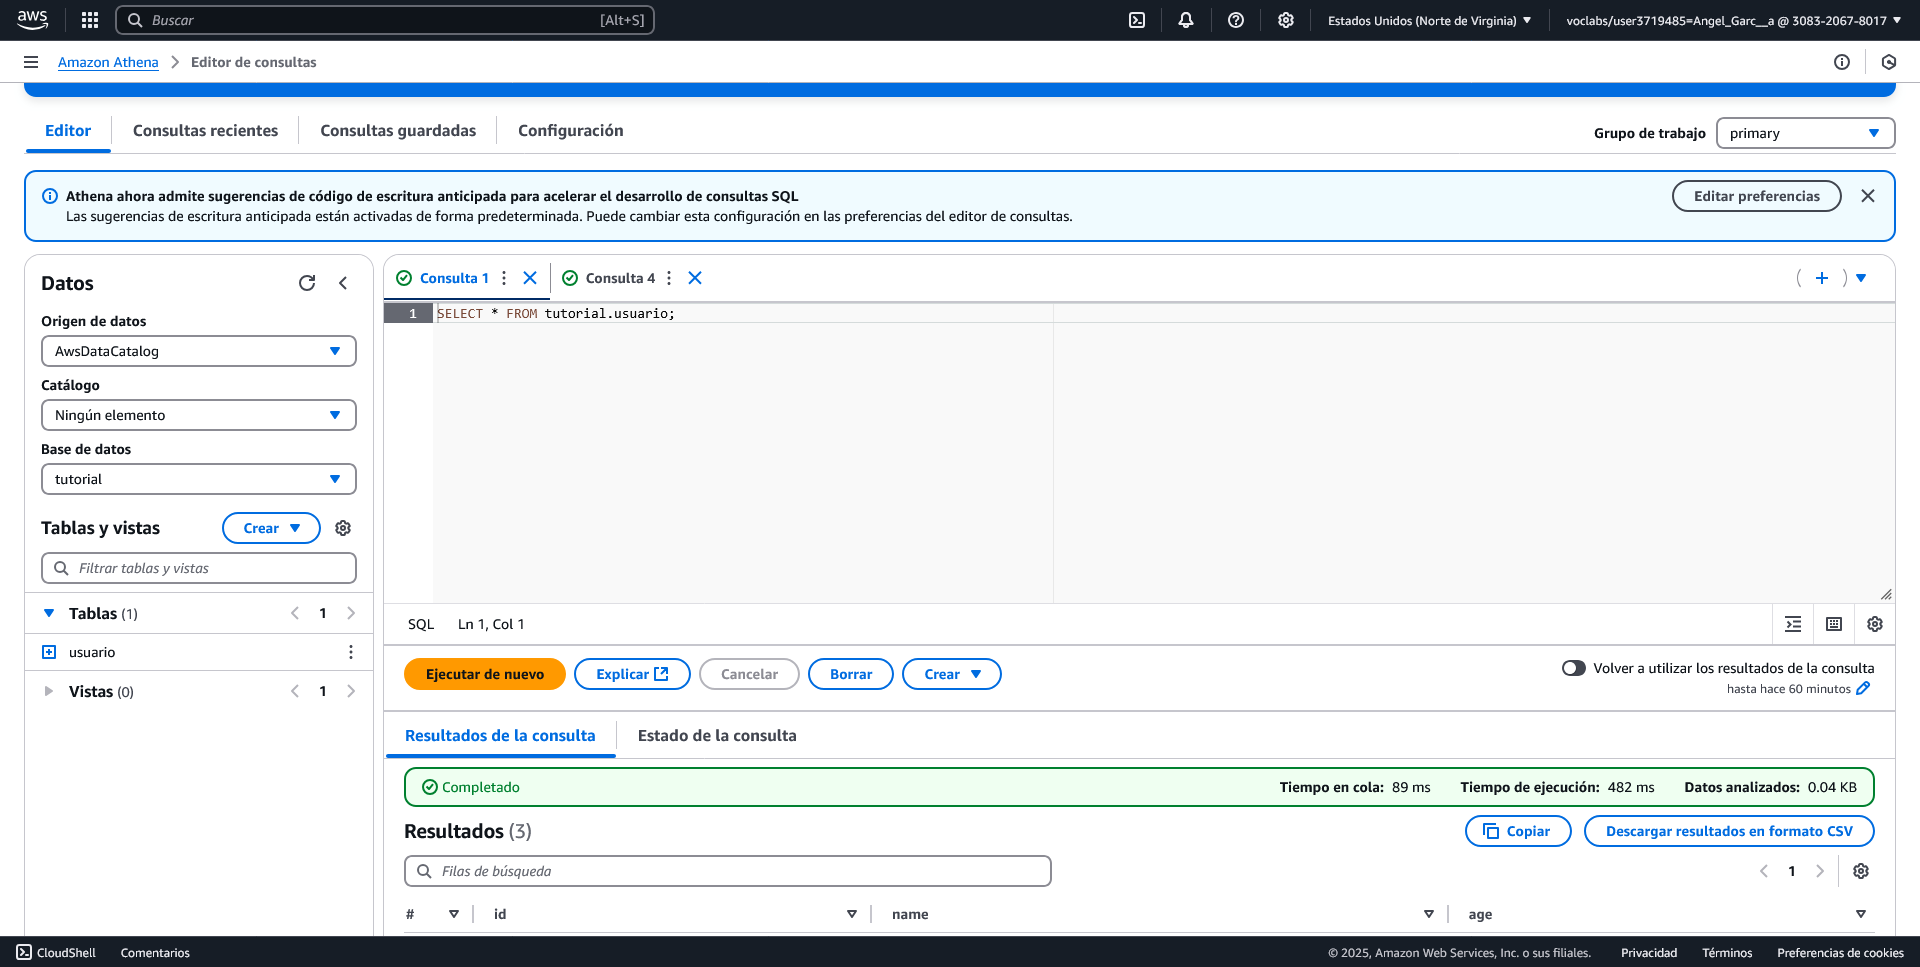 aws
Buscar [Alt+S]
Estados Unidos (Norte de Virginia)
voclabs/user3719485=Angel_Garc__a @ 3083-2067-8017
Amazon Athena > Editor de consultas
Editor
Consultas recientes
Consultas guardadas
Configuración
Grupo de trabajo
primary
Athena ahora admite sugerencias de código de escritura anticipada para acelerar el desarrollo de consultas SQL
Las sugerencias de escritura anticipada están activadas de forma predeterminada. Puede cambiar esta configuración en las preferencias del editor de consultas.
Editar preferencias
Datos
Origen de datos
AwsDataCatalog
Catálogo
Ningún elemento
Base de datos
tutorial
Tablas y vistas
Crear
Filtrar tablas y vistas
Tablas (1)
1
usuario
Vistas (0)
1
Consulta 1
Consulta 4
1 SELECT * FROM tutorial.usuario;
SQL
Ln 1, Col 1
Ejecutar de nuevo
Explicar
Cancelar
Borrar
Crear
Volver a utilizar los resultados de la consulta
hasta hace 60 minutos
Resultados de la consulta
Estado de la consulta
Completado
Tiempo en cola: 89 ms
Tiempo de ejecución: 482 ms
Datos analizados: 0.04 KB
Resultados (3)
Copiar
Descargar resultados en formato CSV
Filas de búsqueda
1
#
id
name
age
CloudShell
Comentarios
© 2025, Amazon Web Services, Inc. o sus filiales.
Privacidad
Términos
Preferencias de cookies